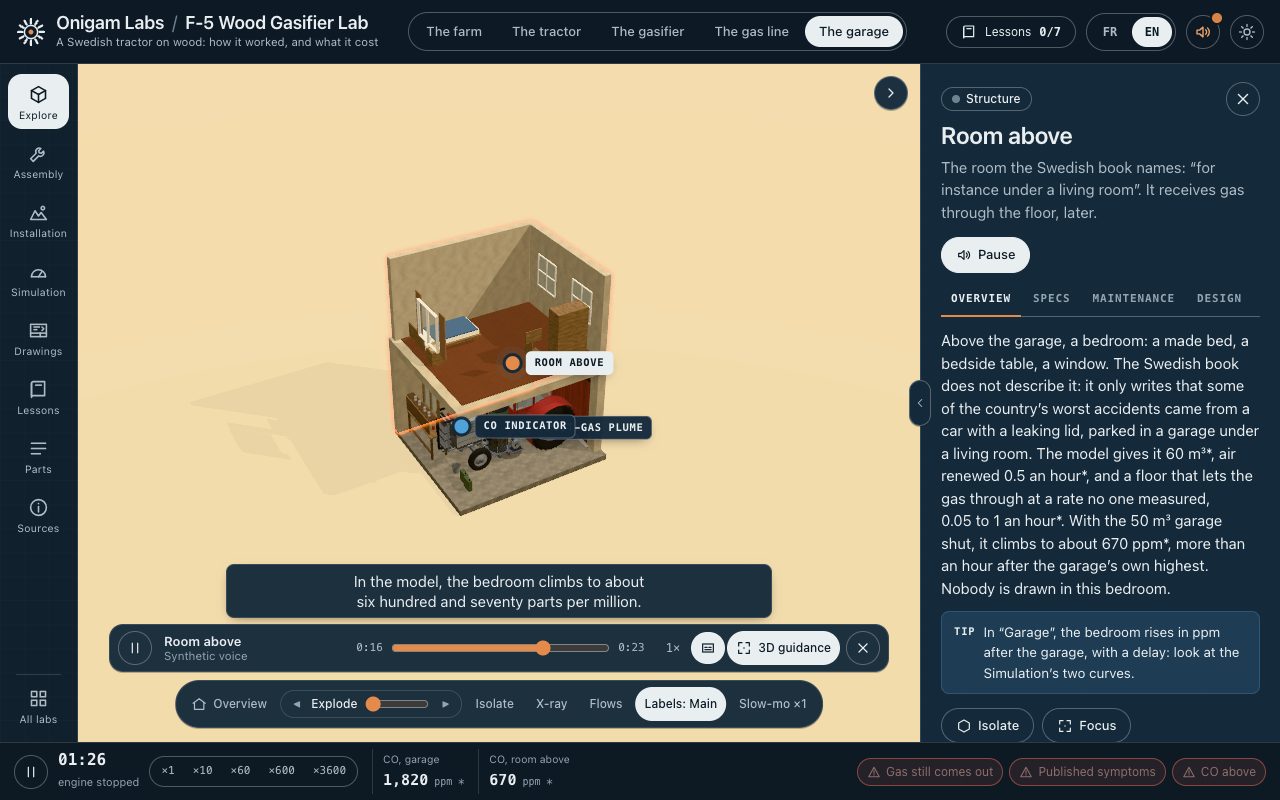 Onigam Labs / F-5 Wood Gasifier Lab
A Swedish tractor on wood: how it worked, and what it cost
The farm
The tractor
The gasifier
The gas line
The garage
Lessons 0/7
FR
EN
Explore
Assembly
Installation
Simulation
Drawings
Lessons
Parts
Sources
All labs
ROOM ABOVE
CO INDICATOR
-GAS PLUME
In the model, the bedroom climbs to about
six hundred and seventy parts per million.
Room above
Synthetic voice
0:16
0:23
1×
3D guidance
Overview
Explode
Isolate
X-ray
Flows
Labels: Main
Slow-mo ×1
Structure
Room above
The room the Swedish book names: “for
instance under a living room”. It receives gas
through the floor, later.
Pause
OVERVIEW
SPECS
MAINTENANCE
DESIGN
Above the garage, a bedroom: a made bed, a
bedside table, a window. The Swedish book
does not describe it: it only writes that some
of the country’s worst accidents came from a
car with a leaking lid, parked in a garage under
a living room. The model gives it 60 m³*, air
renewed 0.5 an hour*, and a floor that lets the
gas through at a rate no one measured,
0.05 to 1 an hour*. With the 50 m³ garage
shut, it climbs to about 670 ppm*, more than
an hour after the garage’s own highest.
Nobody is drawn in this bedroom.
TIP In “Garage”, the bedroom rises in ppm
after the garage, with a delay: look at the
Simulation’s two curves.
Isolate
Focus
01:26
engine stopped
×1
×10
×60
×600
×3600
CO, garage
1,820 ppm *
CO, room above
670 ppm *
Gas still comes out
Published symptoms
CO above